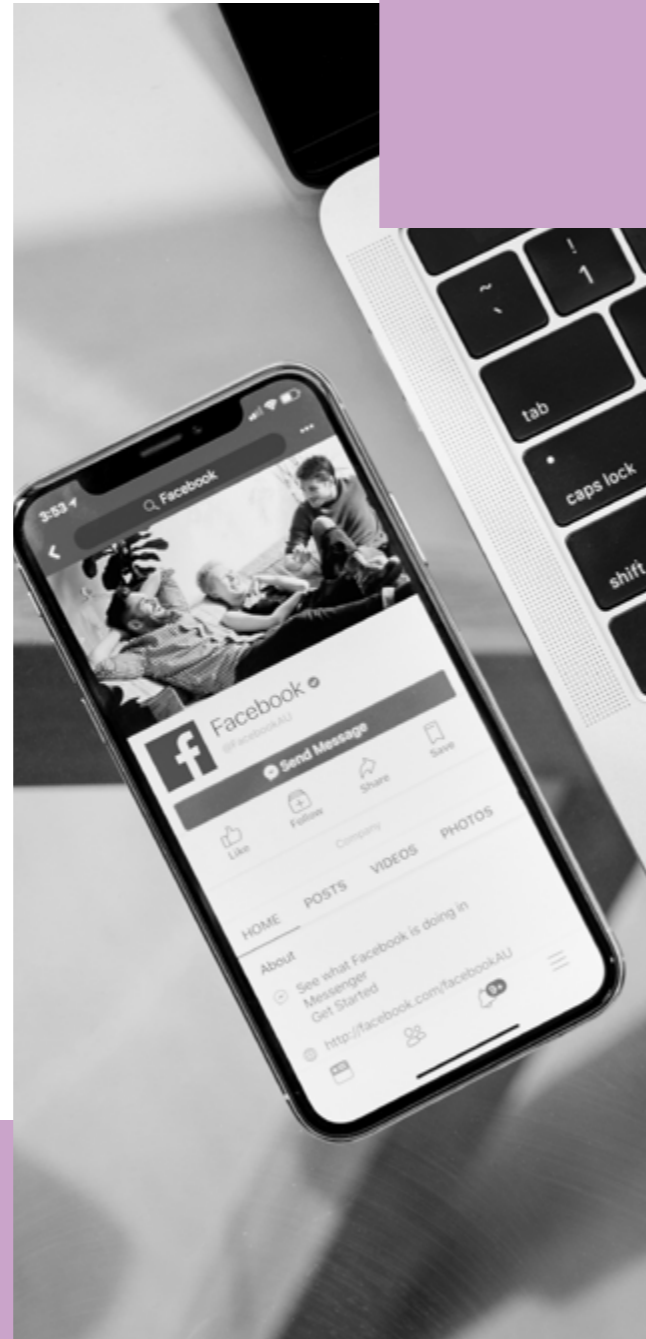 ~
`
!
1
tab
caps lock
shift
3:53
Facebook
f
Facebook
@FacebookAU
Send Message
Like
Follow
Share
Save
Company
HOME POSTS VIDEOS PHOTOS
About
See what Facebook is doing in
Messenger
Get Started
http://facebook.com/facebookAU
9+